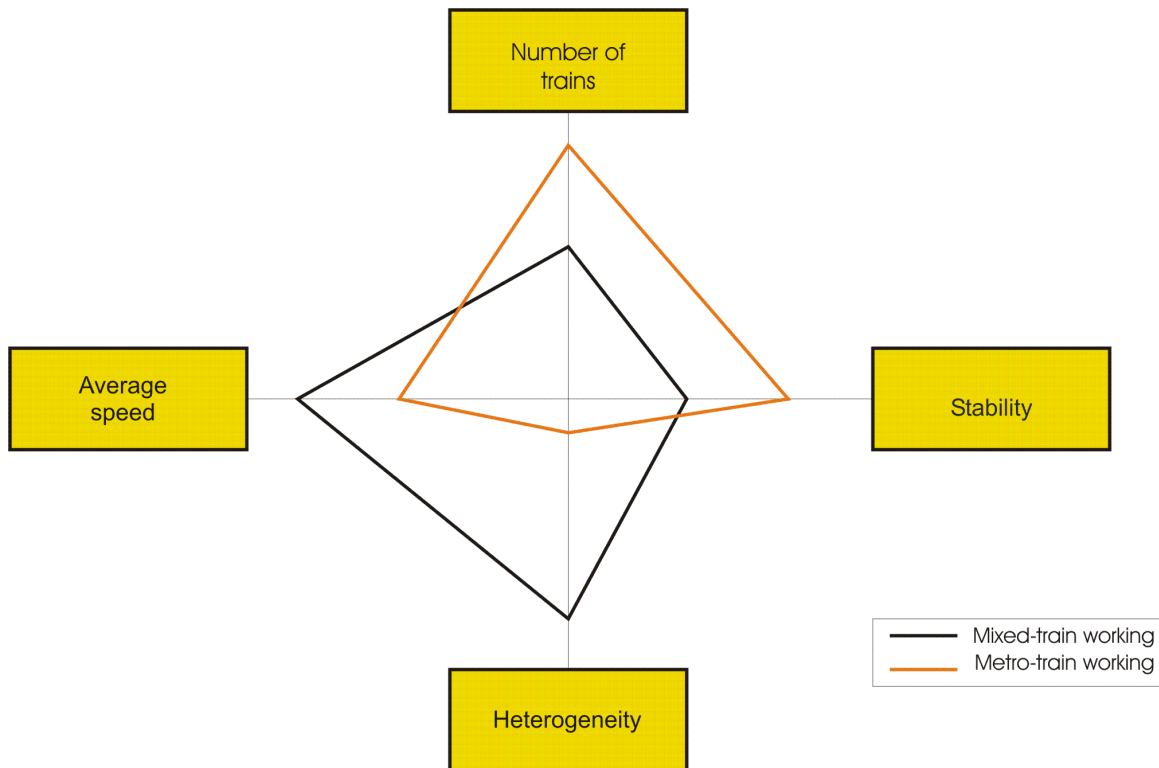 Number of
trains
Average
speed
Stability
Heterogeneity
Mixed-train working
Metro-train working